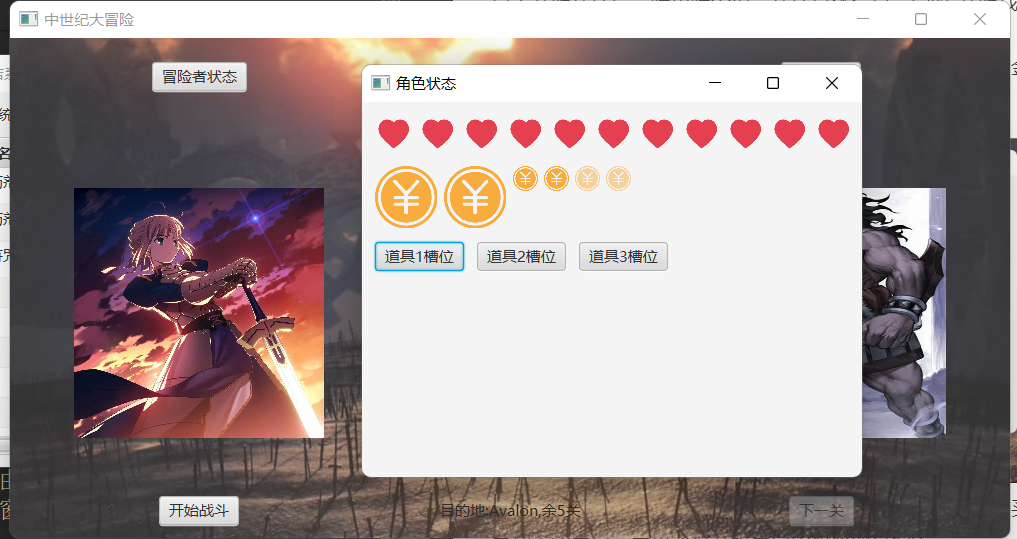 中世纪大冒险
冒险者状态
角色状态
¥ ¥ ¥ ¥ ¥ ¥
道具1槽位 道具2槽位 道具3槽位
开始战斗 目的地:Avalon,余5关 下一关